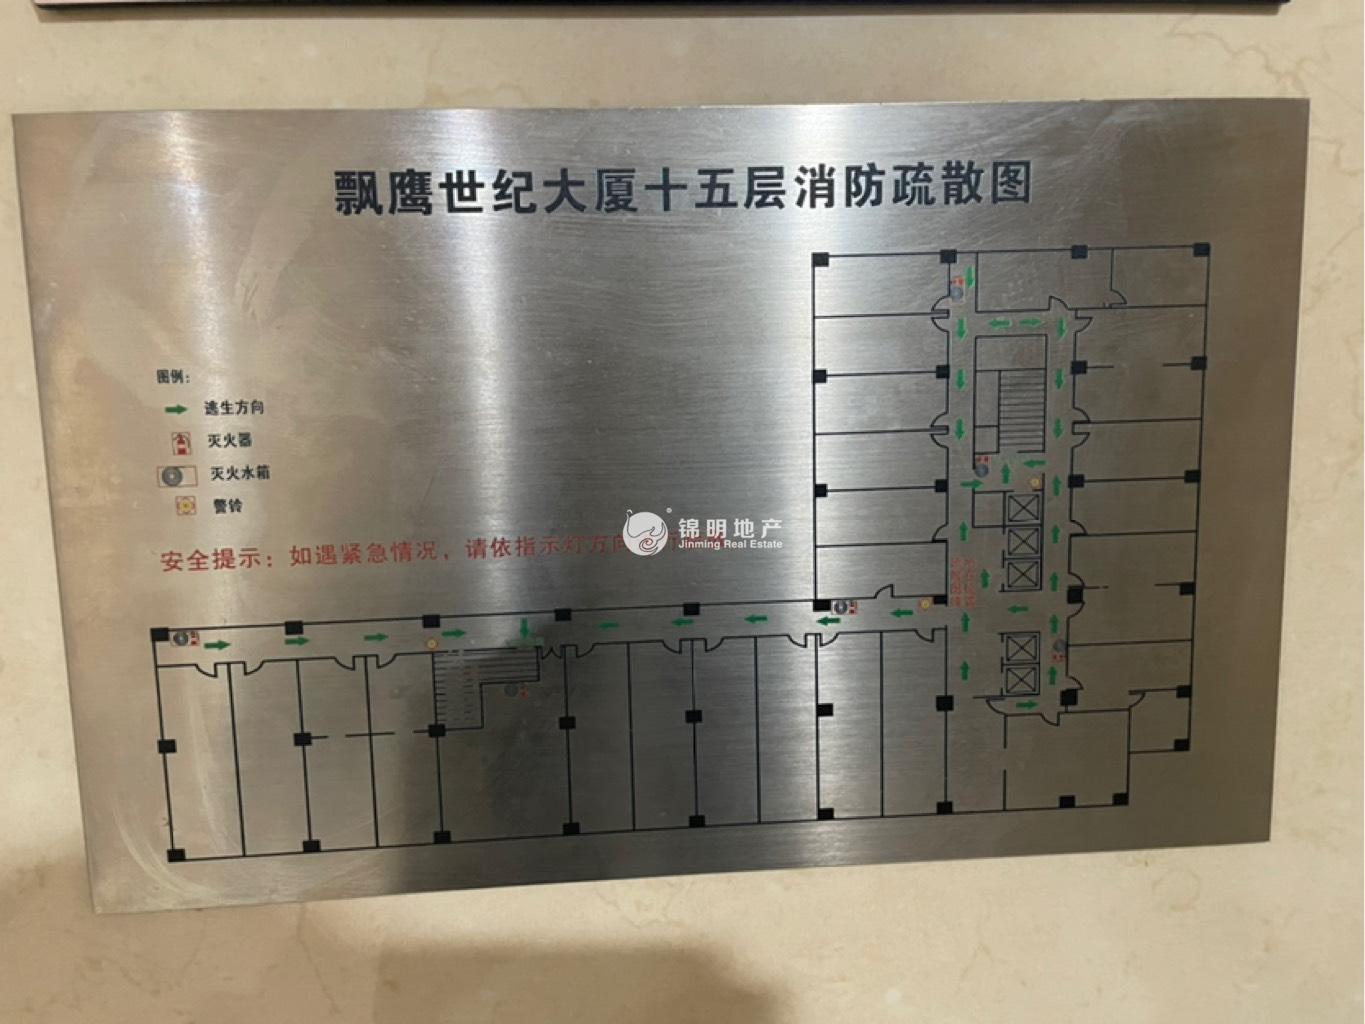 飘鹰世纪大厦十五层消防疏散图
图例：
逃生方向
灭火器
灭火水箱
警铃
安全提示：如遇紧急情况，请依指示灯方向
锦明地产
Jinming Real Estate